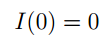 I(0) = 0